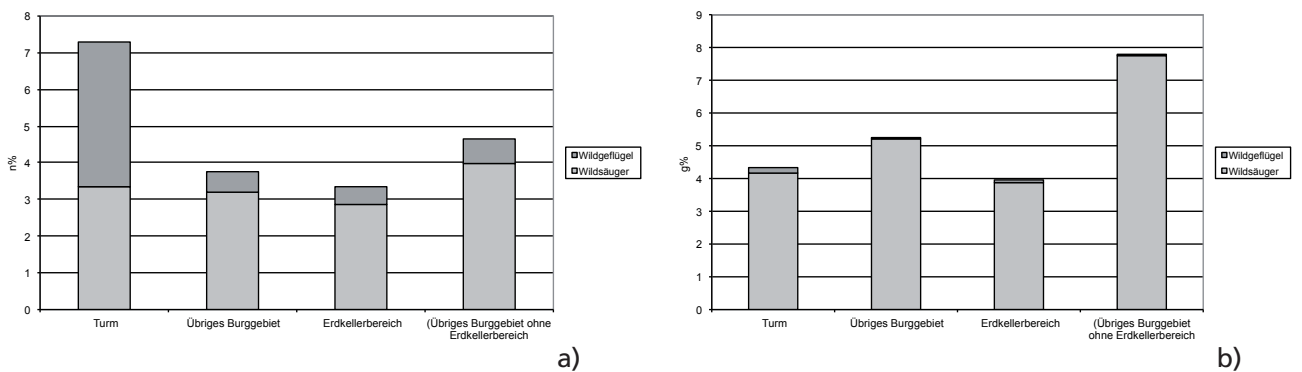 8
7
6
5
4
3
2
1
0
n%
Turm
Übriges Burggebiet
Erdkellerbereich
(Übriges Burggebiet ohne
Erdkellerbereich
Wildgeflügel
Wildsäuger
a)
9
8
7
6
5
4
3
2
1
0
g%
Turm
Übriges Burggebiet
Erdkellerbereich
(Übriges Burggebiet
ohne Erdkellerbereich
Wildgeflügel
Wildsäuger
b)